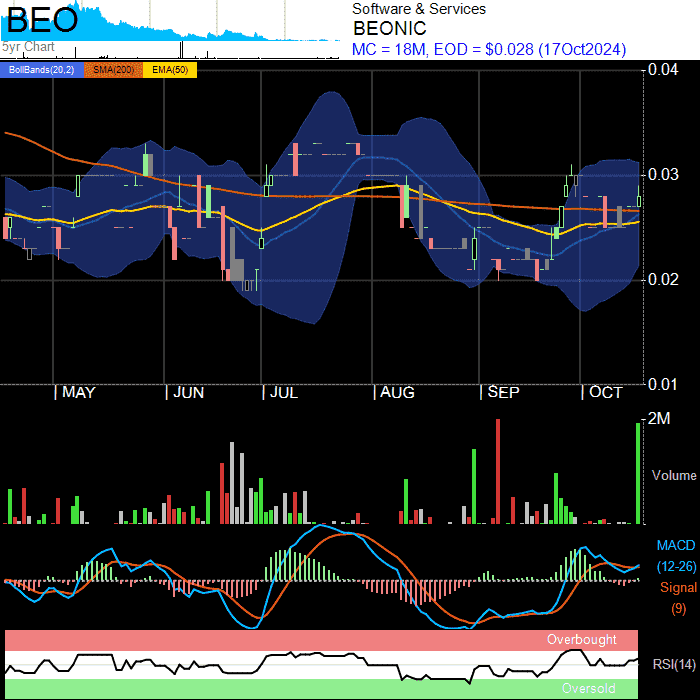 BEO
5yr Chart
Software & Services
BEONIC
MC = 18M, EOD = $0.028 (17Oct2024)
BollBands(20,2) SMA(200) EMA(50)
0.04
0.03
0.02
0.01
MAY JUN JUL AUG SEP OCT
2M
Volume
MACD
(12-26)
Signal
(9)
Overbought
RSI(14)
Oversold